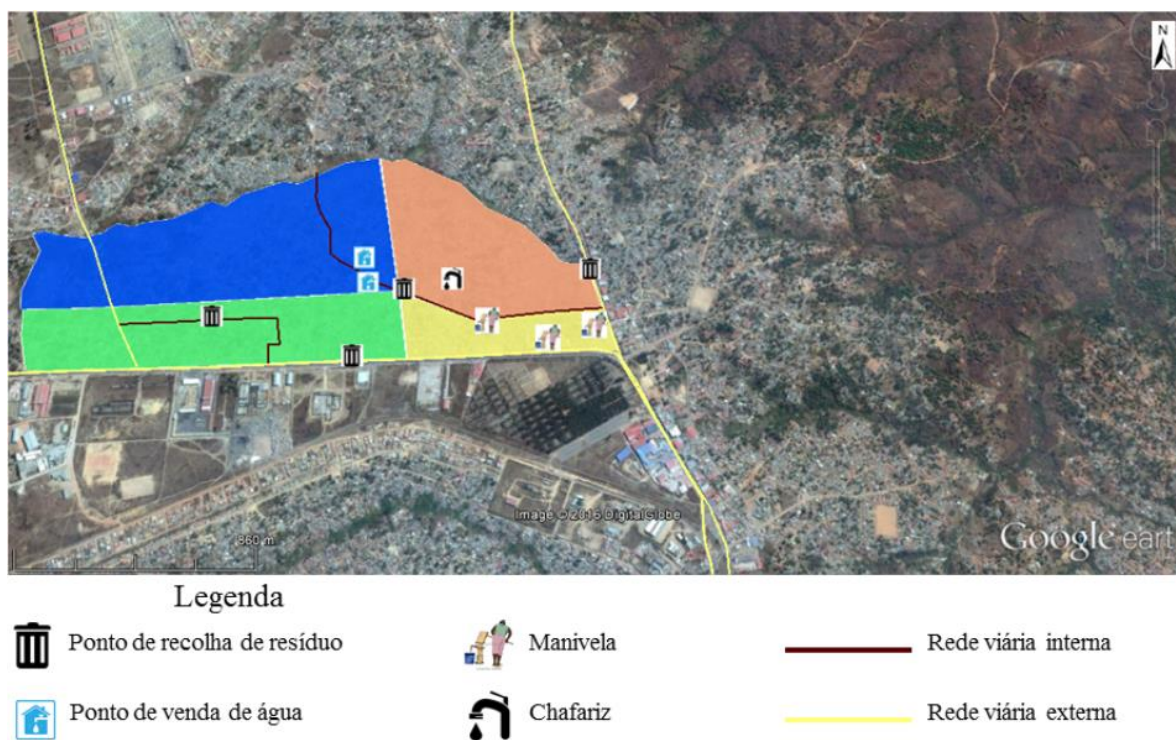 N
Image © 2016 DigitalGlobe
860 m
Google eart
Legenda
Ponto de recolha de resíduo
Manivela
Rede viária interna
Ponto de venda de água
Chafariz
Rede viária externa